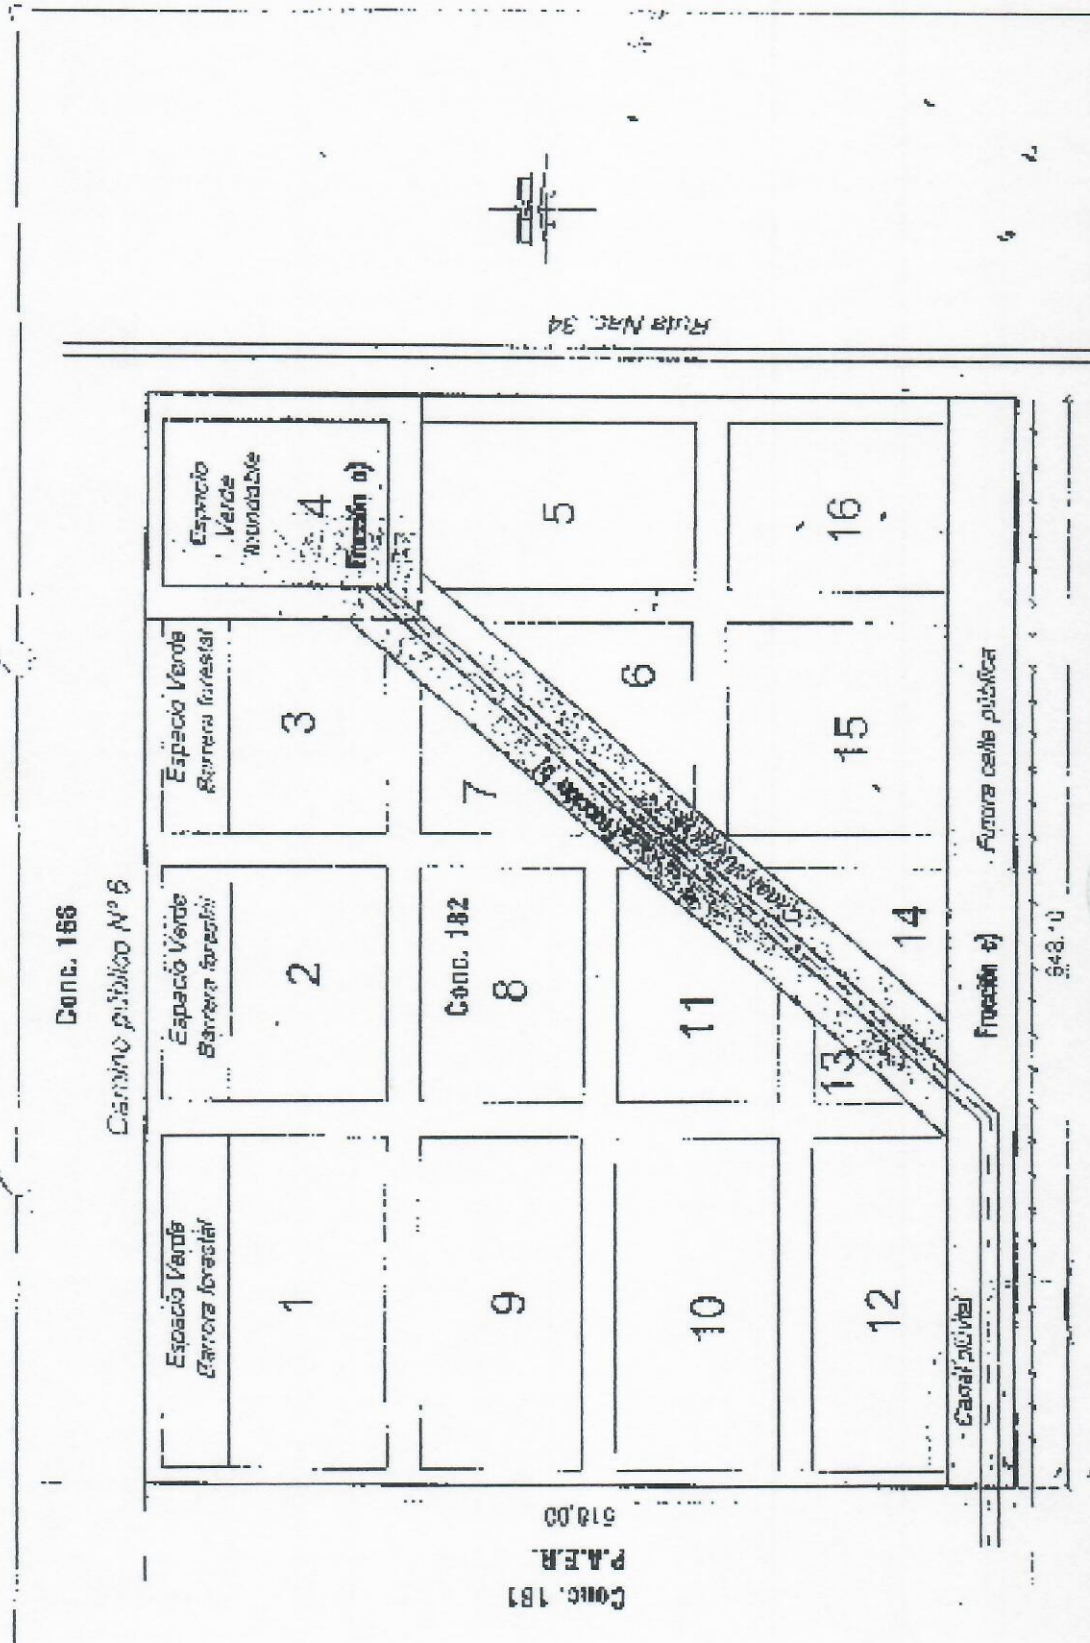 Conc. 166
Camino público Nº 6
Espacio Verde
Barrera forestal
Espacio Verde
Barrera forestal
Espacio Verde
Barrera forestal
Espacio
Verde
Inundable
1
2
3
4
Fracción a)
Conc. 182
9
8
7
5
Fracción b)
6
10
11
12
13
14
15
16
Canal pluvial
Fracción c)
Futura calle pública
518,00
P.A.E.R.
Conc. 181
Ruta Nac. 34